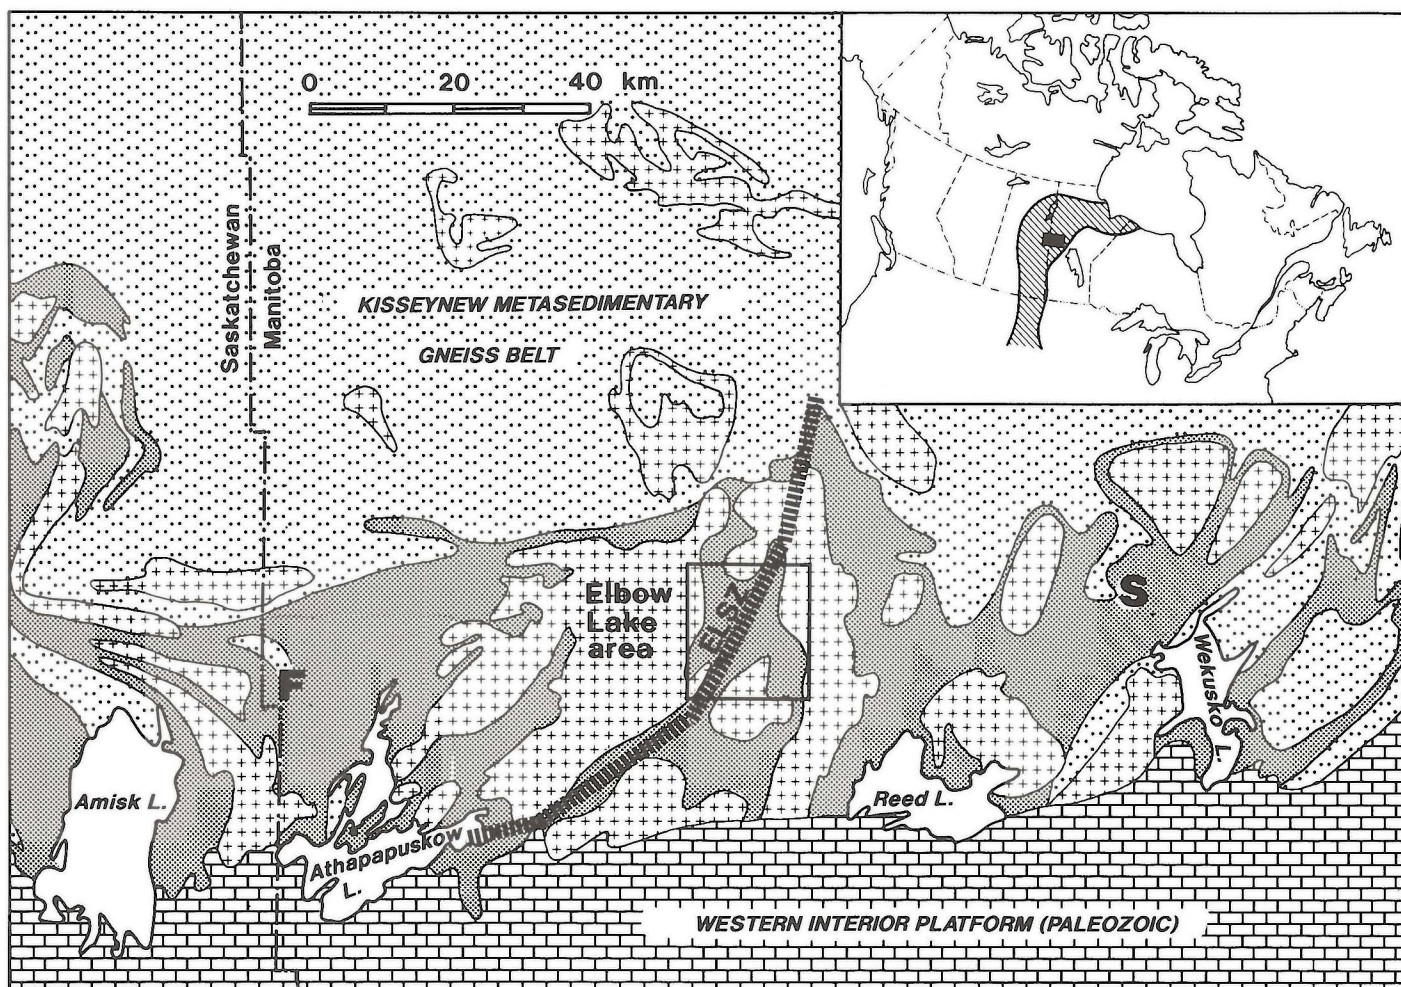 0 20 40 km
Saskatchewan
Manitoba
KISSEYNEW METASEDIMENTARY
GNEISS BELT
Elbow
Lake
area
ELSZ
S
F
Wekusko L.
Amisk L.
Reed L.
Athapapuskow
L.
WESTERN INTERIOR PLATFORM (PALEOZOIC)